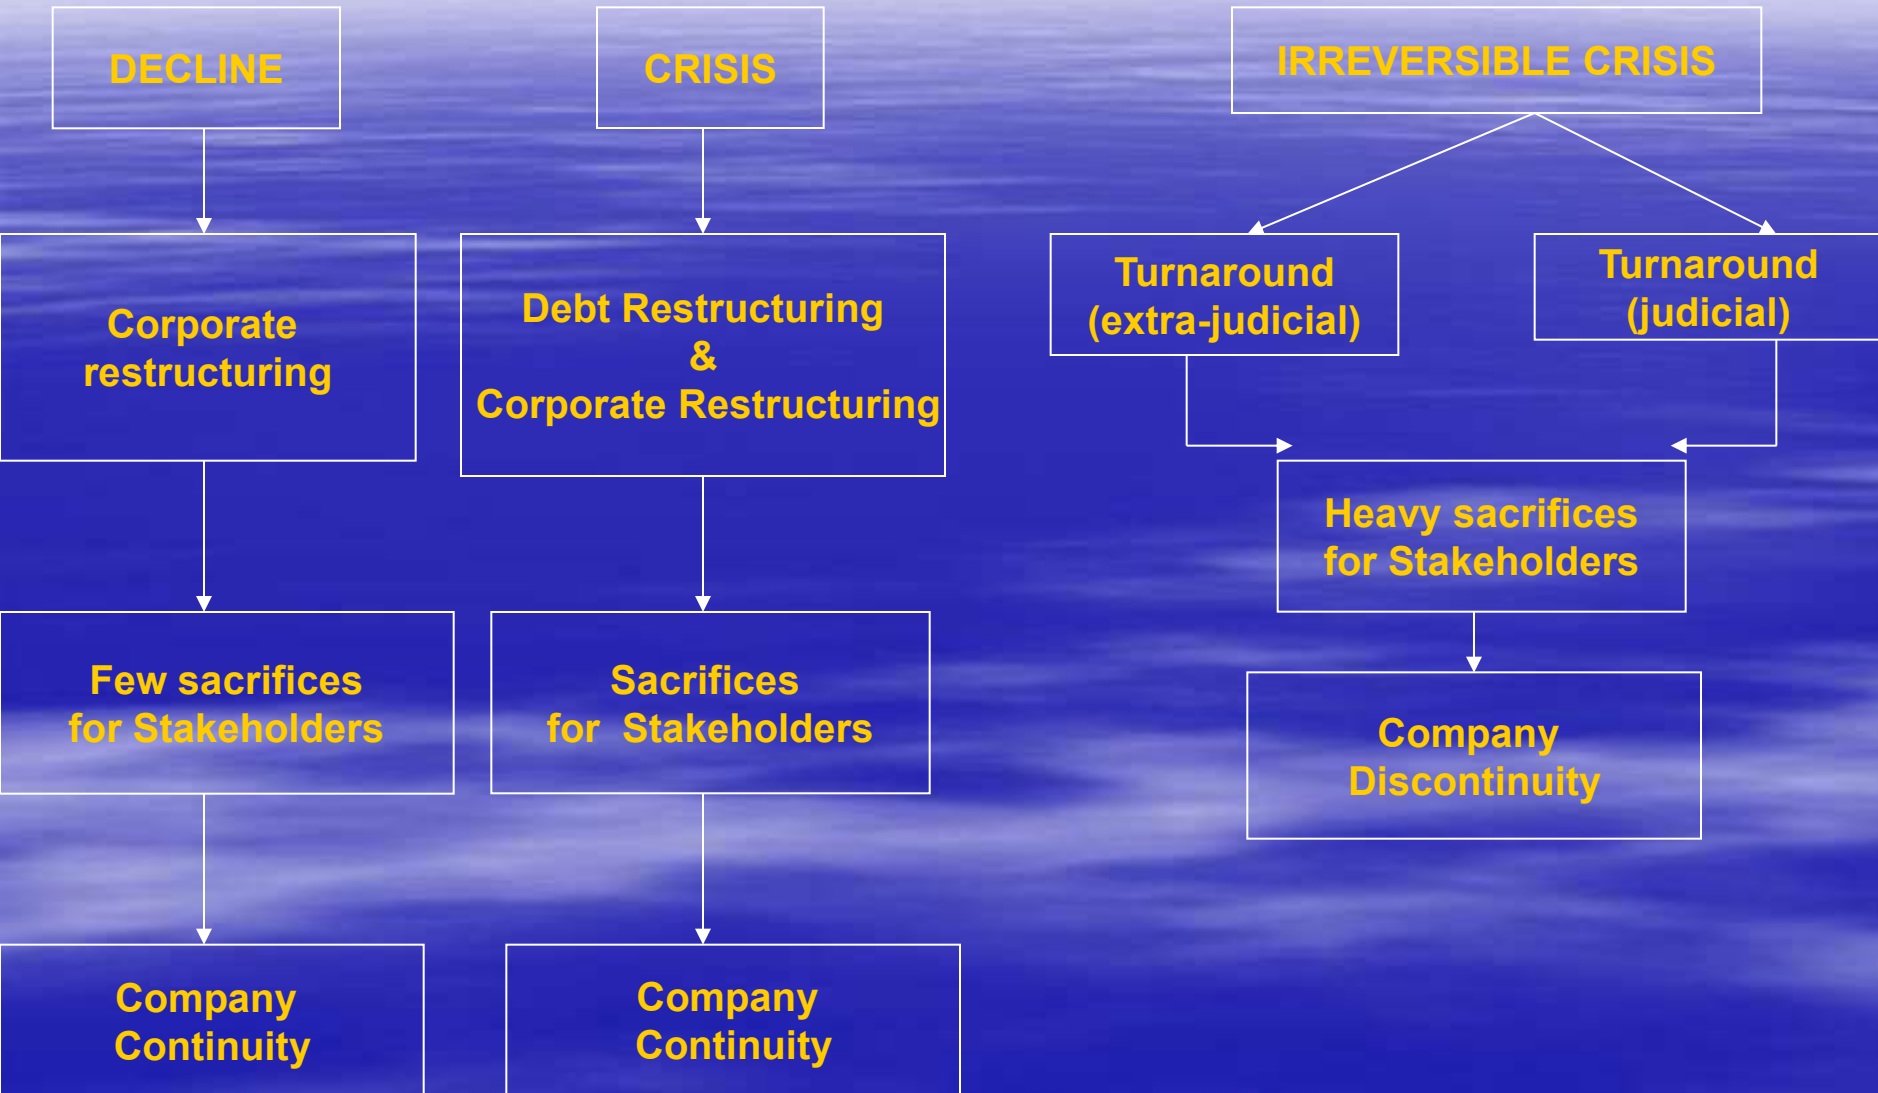 DECLINE
CRISIS
IRREVERSIBLE CRISIS
Corporate
restructuring
Debt Restructuring
&
Corporate Restructuring
Turnaround
(extra-judicial)
Turnaround
(judicial)
Few sacrifices
for Stakeholders
Sacrifices
for  Stakeholders
Heavy sacrifices
for Stakeholders
Company
Continuity
Company
Continuity
Company
Discontinuity